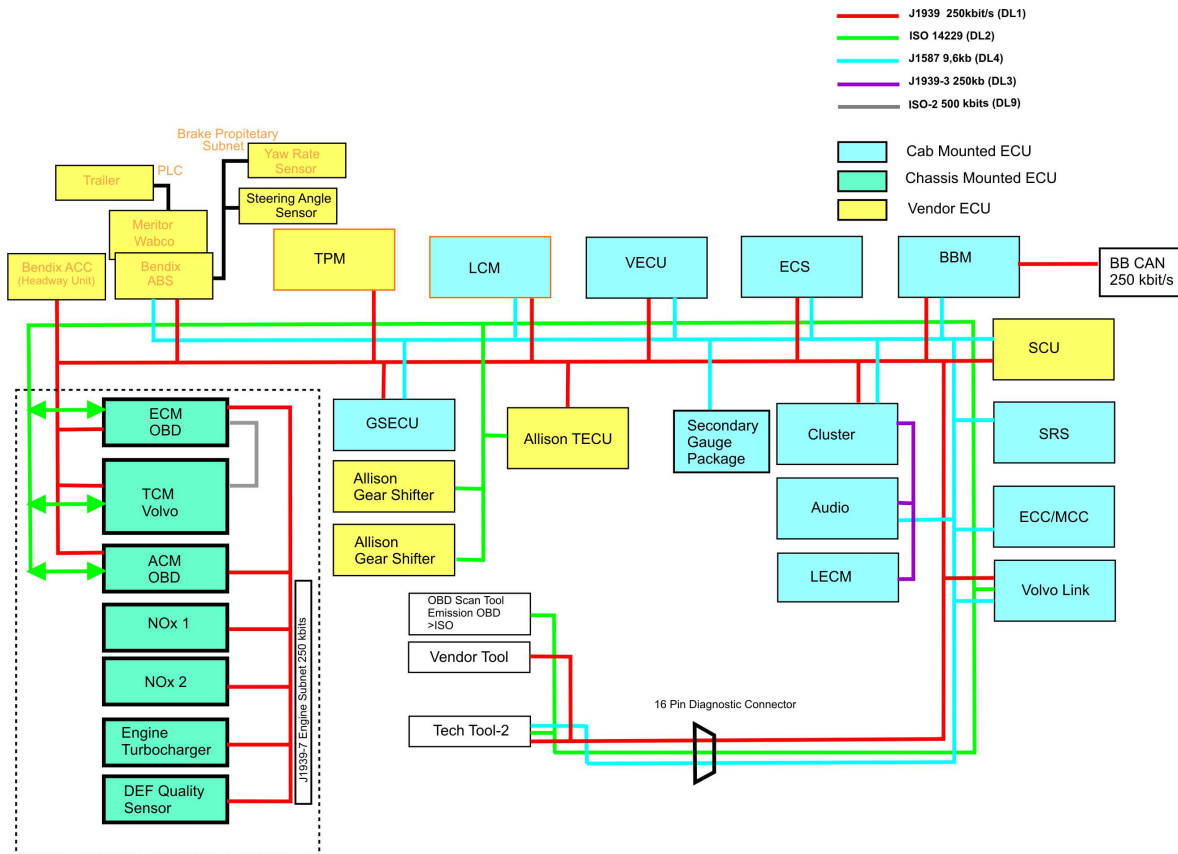 J1939 250kbit/s (DL1)
ISO 14229 (DL2)
J1587 9,6kb (DL4)
J1939-3 250kb (DL3)
ISO-2 500 kbits (DL9)
Cab Mounted ECU
Chassis Mounted ECU
Vendor ECU
Brake Propitetary
Subnet
Yaw Rate
Sensor
PLC
Trailer
Steering Angle
Sensor
Meritor
Wabco
Bendix ACC
(Headway Unit)
Bendix
ABS
TPM
LCM
VECU
ECS
BBM
BB CAN
250 kbit/s
SCU
ECM
OBD
TCM
Volvo
ACM
OBD
NOx 1
NOx 2
Engine
Turbocharger
DEF Quality
Sensor
J1939-7 Engine Subnet 250 kbits
GSECU
Allison TECU
Allison
Gear Shifter
Allison
Gear Shifter
Secondary
Gauge
Package
Cluster
Audio
LECM
SRS
ECC/MCC
Volvo Link
OBD Scan Tool
Emission OBD
>ISO
Vendor Tool
Tech Tool-2
16 Pin Diagnostic Connector